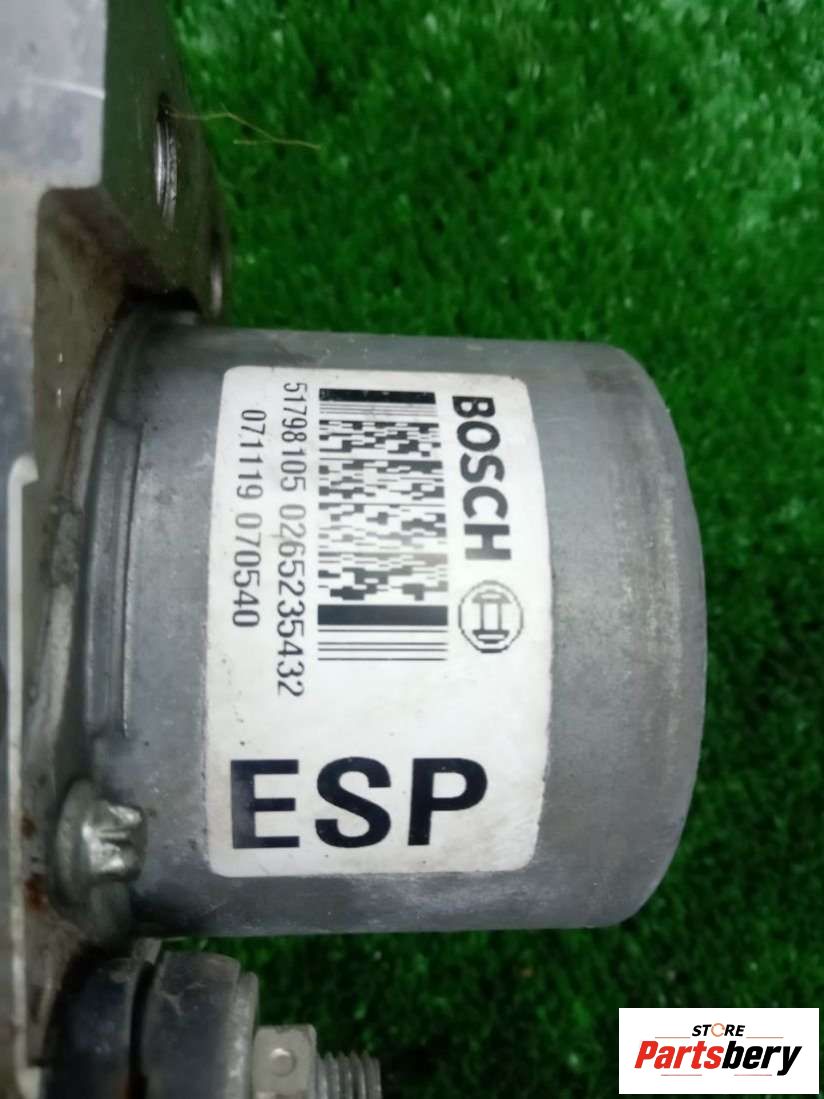 BOSCH
51798105 0265235432
071119 070540
ESP
STORE
Partsbery